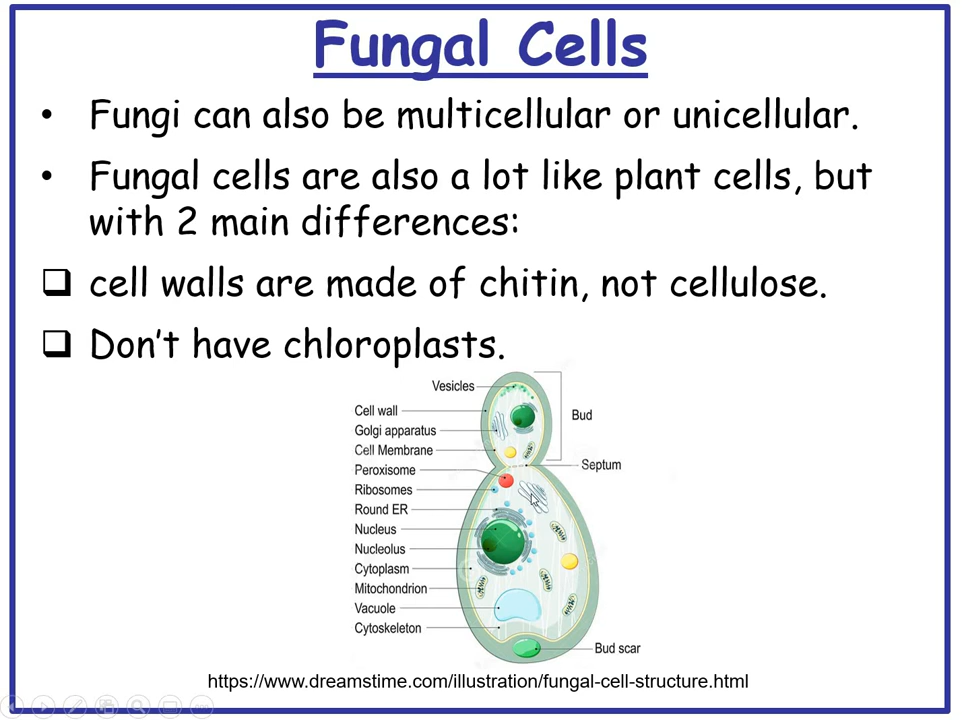 Fungal Cells
• Fungi can also be multicellular or unicellular.
• Fungal cells are also a lot like plant cells, but
with 2 main differences:
❑ cell walls are made of chitin, not cellulose.
❑ Don't have chloroplasts.
Vesicles
Cell wall
Bud
Golgi apparatus
Cell Membrane
Septum
Peroxisome
Ribosomes
Round ER
Nucleus
Nucleolus
Cytoplasm
Mitochondrion
Vacuole
Cytoskeleton
Bud scar
https://www.dreamstime.com/illustration/fungal-cell-structure.html